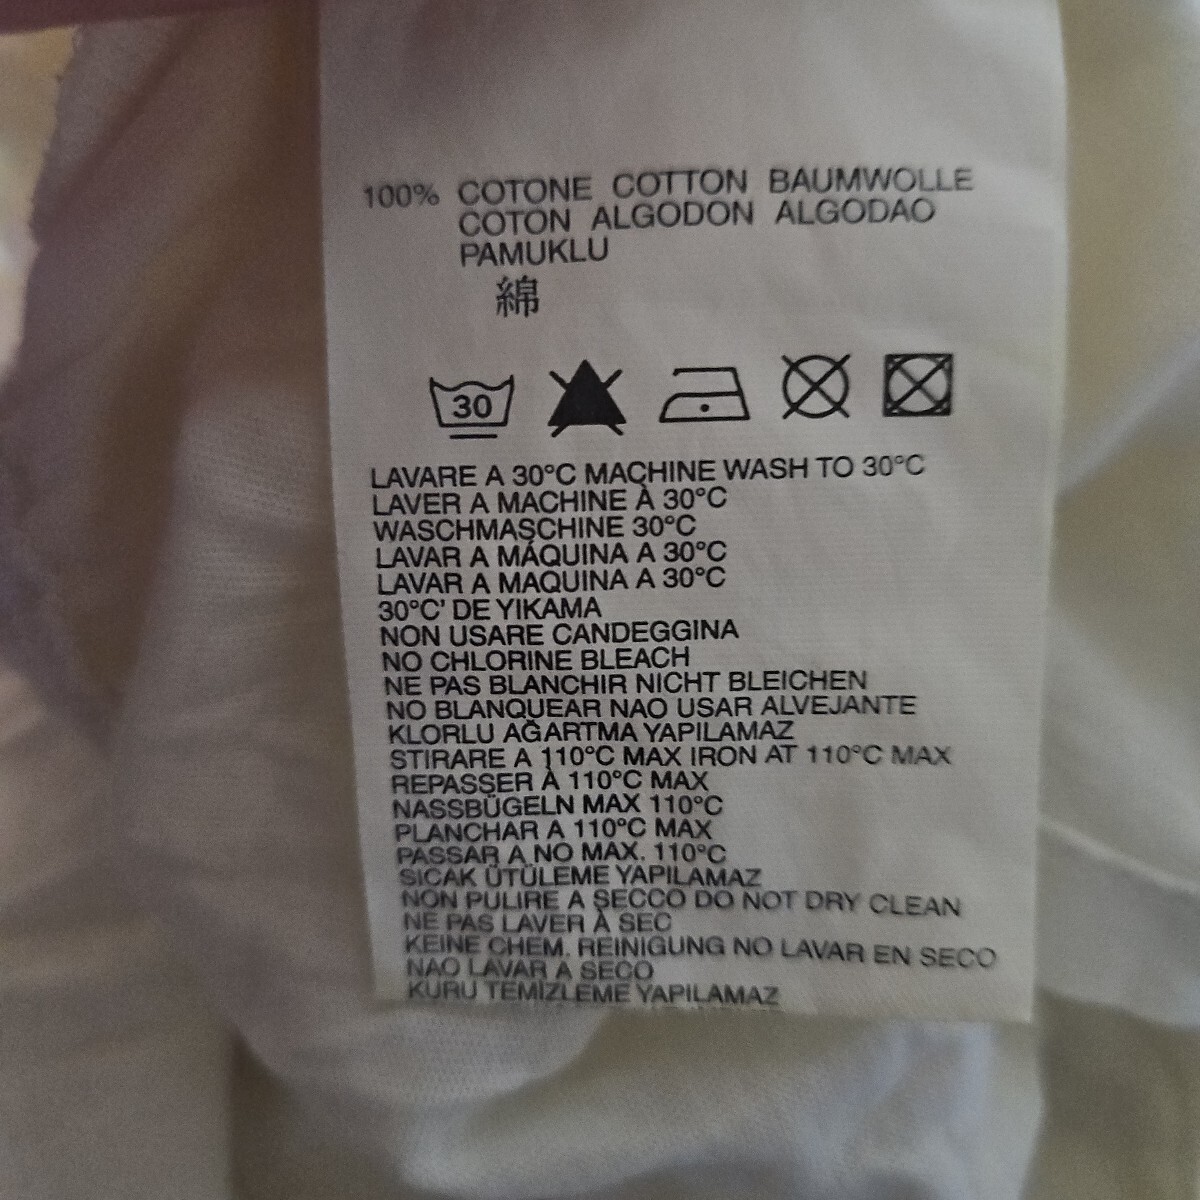 100% COTONE COTTON BAUMWOLLE
COTON ALGODON ALGODAO
PAMUKLU
綿
30
LAVARE A 30°C MACHINE WASH TO 30°C
LAVER A MACHINE À 30°C
WASCHMASCHINE 30°C
LAVAR A MÁQUINA A 30°C
LAVAR A MAQUINA A 30°C
30°C' DE YIKAMA
NON USARE CANDEGGINA
NO CHLORINE BLEACH
NE PAS BLANCHIR NICHT BLEICHEN
NO BLANQUEAR NAO USAR ALVEJANTE
KLORLU AĞARTMA YAPILAMAZ
STIRARE A 110°C MAX IRON AT 110°C MAX
REPASSER À 110°C MAX
NASSBÜGELN MAX 110°C
PLANCHAR A 110°C MAX
PASSAR A NO MAX. 110°C
SICAK ÜTÜLEME YAPILAMAZ
NON PULIRE A SECCO DO NOT DRY CLEAN
NE PAS LAVER À SEC
KEINE CHEM. REINIGUNG NO LAVAR EN SECO
NAO LAVAR A SECO
KURU TEMİZLEME YAPILAMAZ